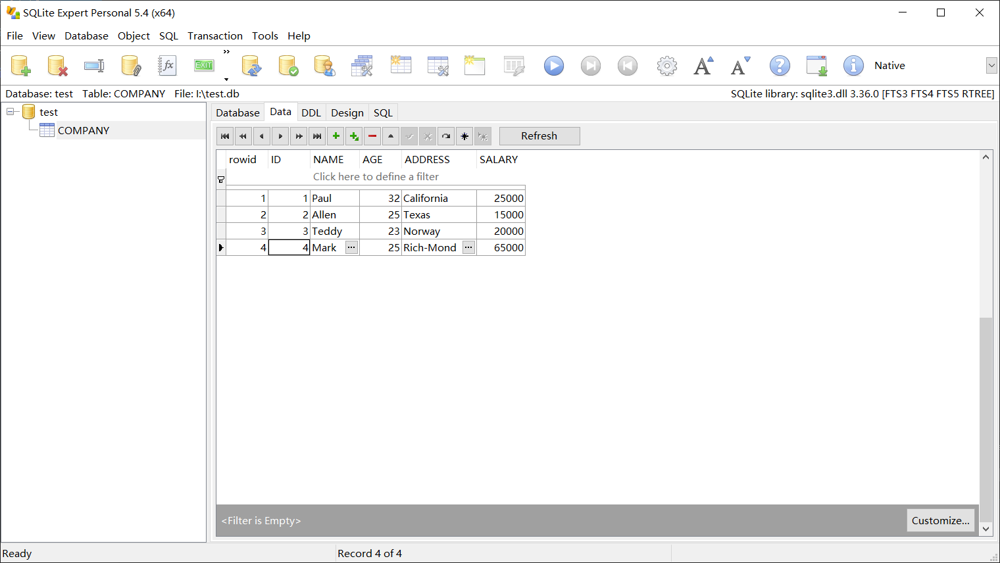 SQLite Expert Personal 5.4 (x64)
File View Database Object SQL Transaction Tools Help
EXIT Native
Database: test Table: COMPANY File: I:\test.db SQLite library: sqlite3.dll 3.36.0 [FTS3 FTS4 FTS5 RTREE]
test
COMPANY
Database Data DDL Design SQL
Refresh
rowid ID NAME AGE ADDRESS SALARY
Click here to define a filter
1 1 Paul 32 California 25000
2 2 Allen 25 Texas 15000
3 3 Teddy 23 Norway 20000
4 4 Mark ... 25 Rich-Mond ... 65000
<Filter is Empty> Customize...
Ready Record 4 of 4